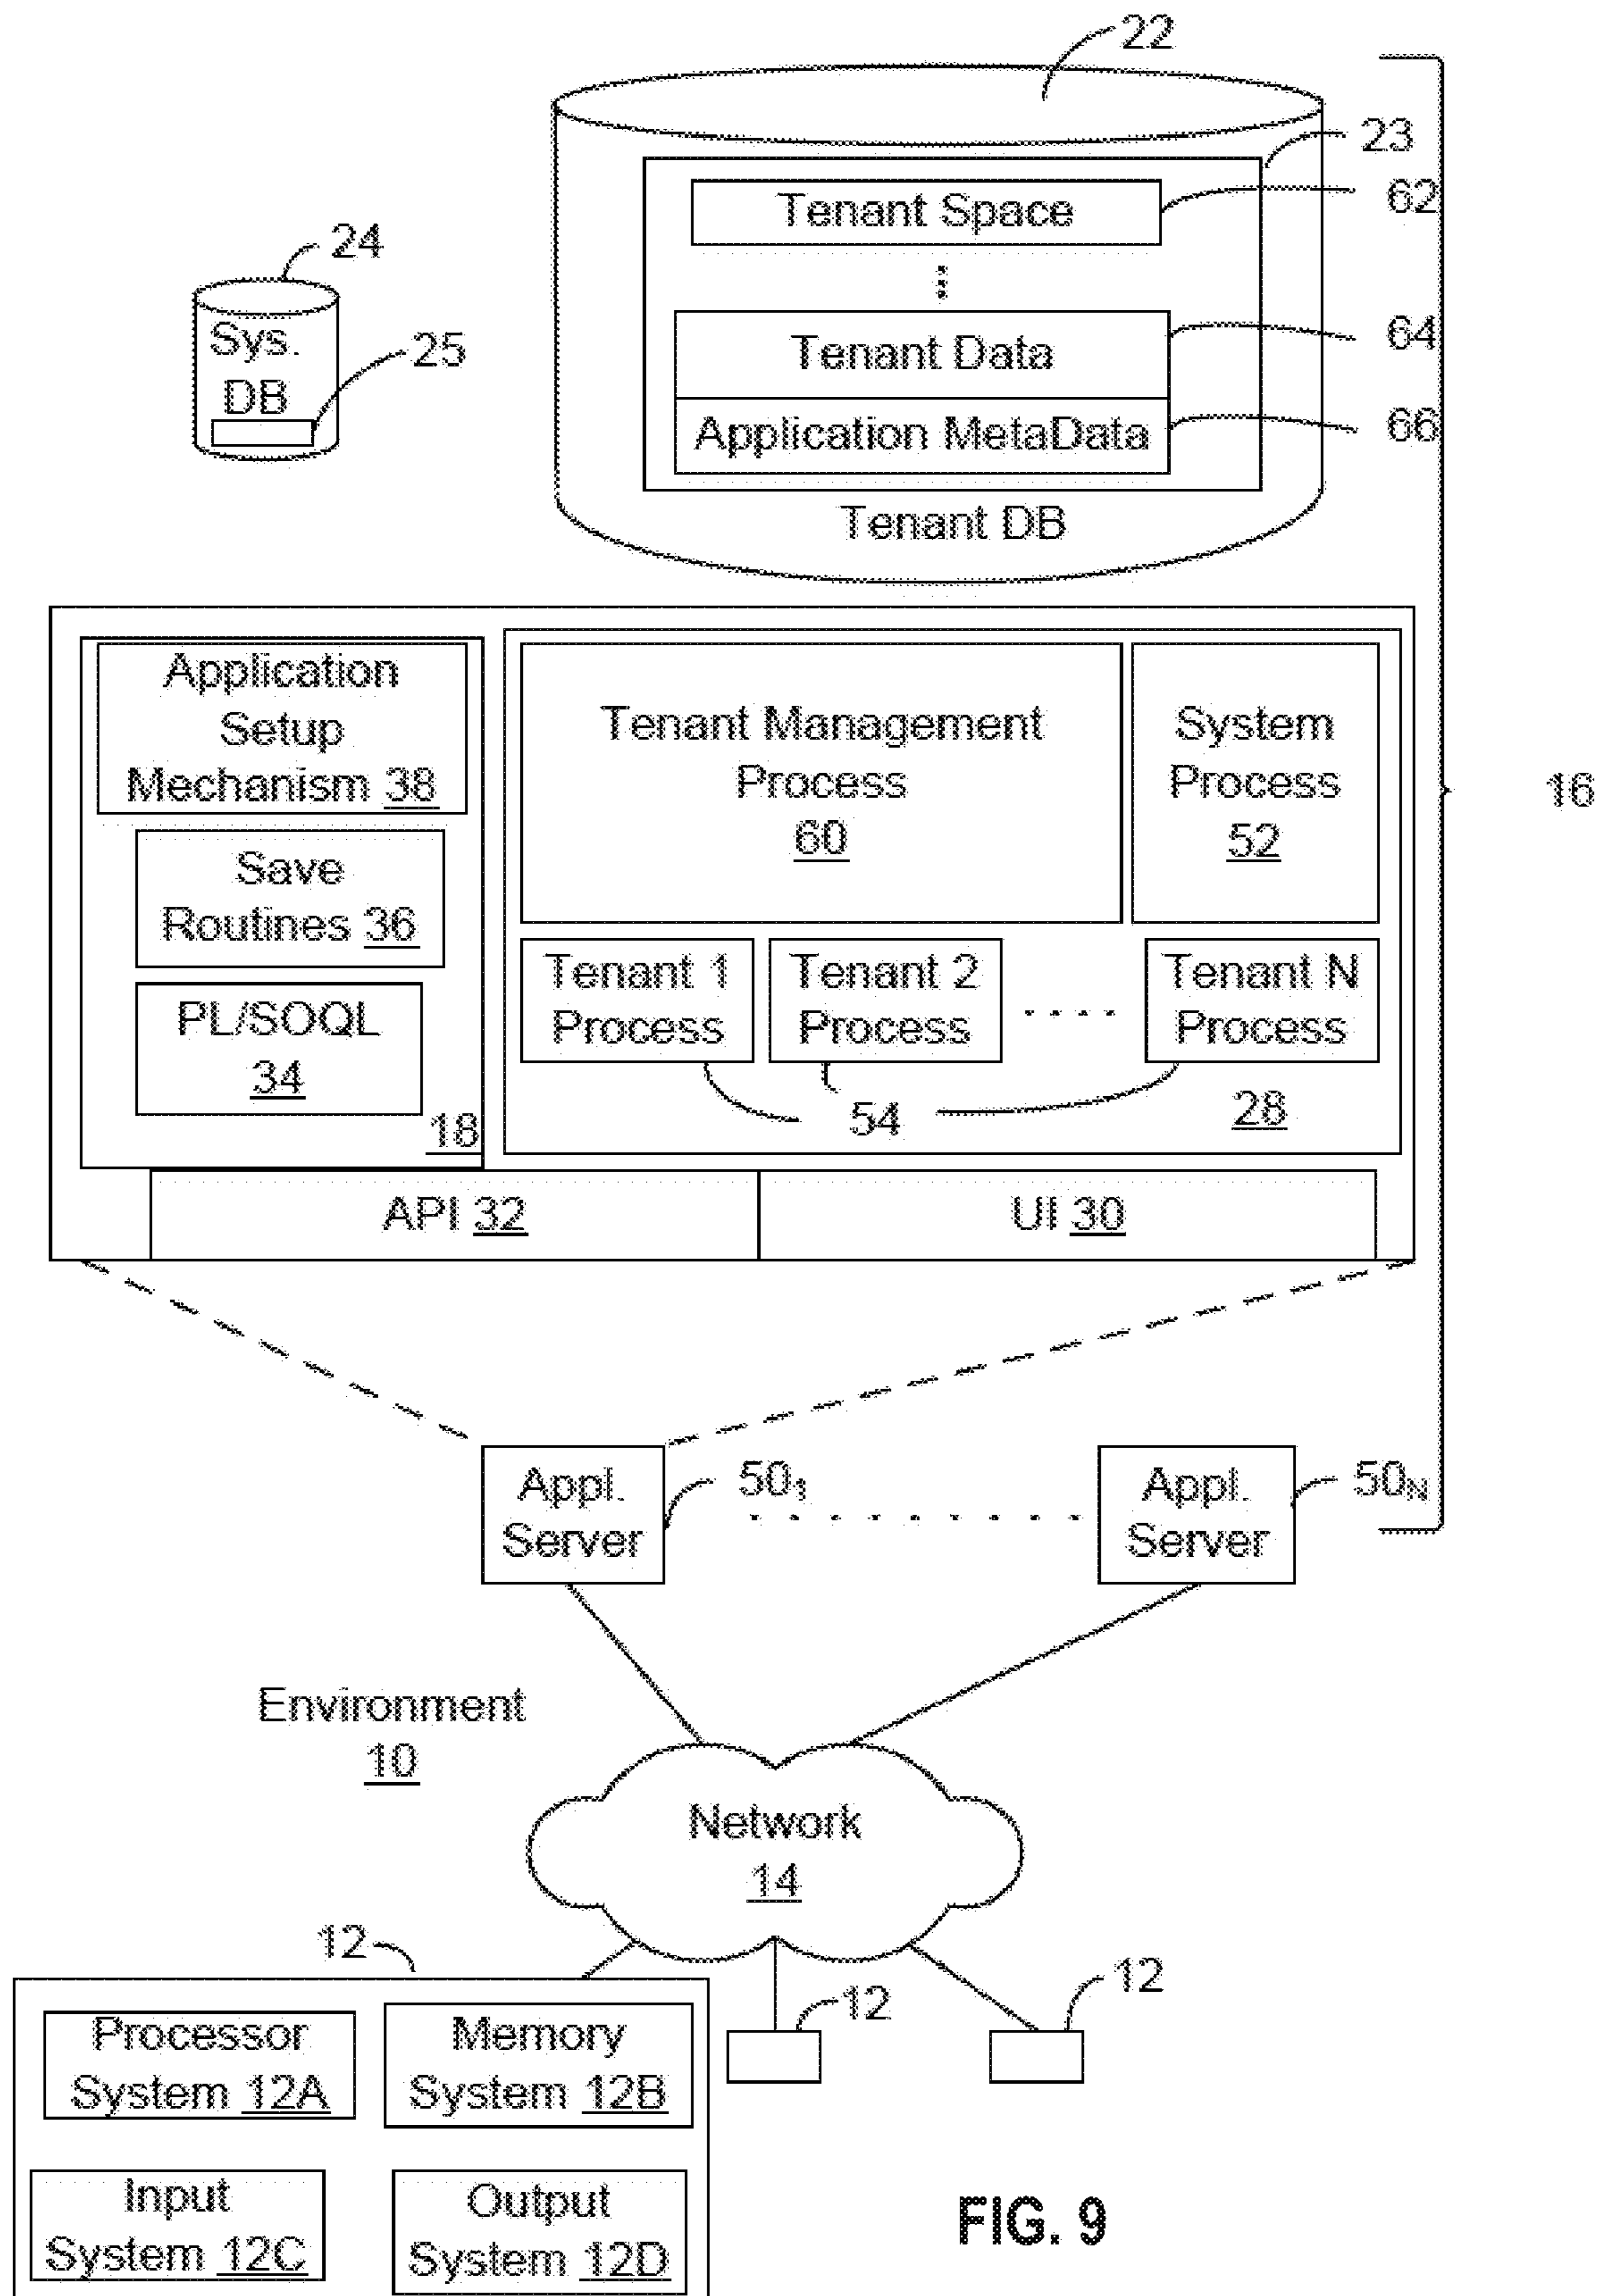 22
23
Tenant Space
62
24
Sys.
DB
25
Tenant Data
64
Application MetaData
66
Tenant DB
Application
Setup
Mechanism 38
Save
Routines 36
PL/SOQL
34
18
Tenant Management
Process
60
System
Process
52
Tenant 1
Process
Tenant 2
Process
Tenant N
Process
54
28
16
API 32
UI 30
Appl.
Server
50₁
Appl.
Server
50N
Environment
10
Network
14
12
Processor
System 12A
Memory
System 12B
12
12
Input
System 12C
Output
System 12D
FIG. 9